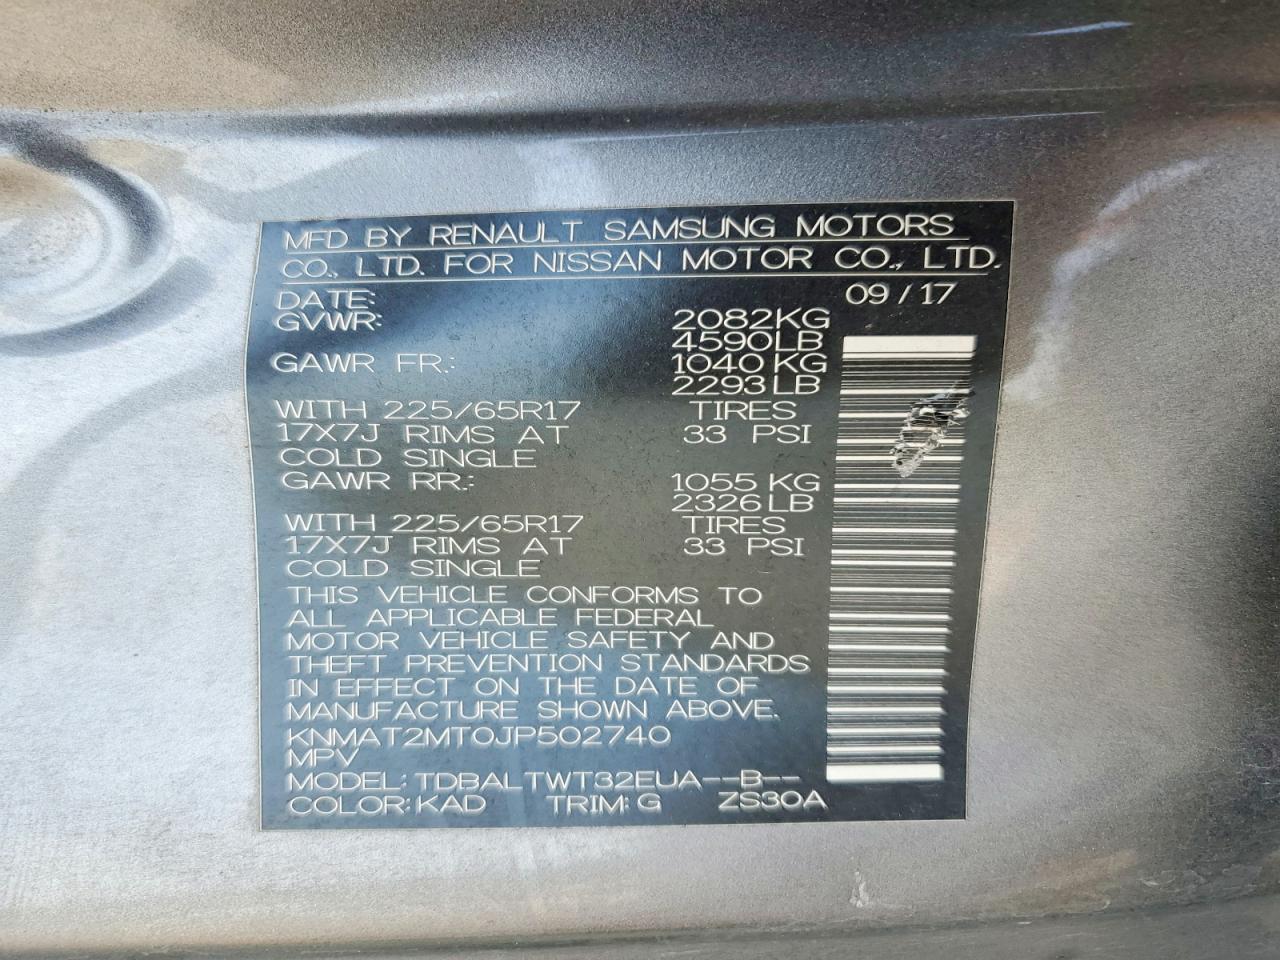 MFD BY RENAULT SAMSUNG MOTORS
CO., LTD. FOR NISSAN MOTOR CO., LTD.
DATE: 09 / 17
GVWR: 2082KG
4590LB
GAWR FR.: 1040 KG
2293LB
WITH 225/65R17 TIRES
17X7J RIMS AT 33 PSI
COLD SINGLE
GAWR RR.: 1055 KG
2326LB
WITH 225/65R17 TIRES
17X7J RIMS AT 33 PSI
COLD SINGLE
THIS VEHICLE CONFORMS TO
ALL APPLICABLE FEDERAL
MOTOR VEHICLE SAFETY AND
THEFT PREVENTION STANDARDS
IN EFFECT ON THE DATE OF
MANUFACTURE SHOWN ABOVE.
KNMAT2MT0JP502740
MPV
MODEL: TDBALTWT32EUA--B--
COLOR: KAD TRIM: G ZS30A